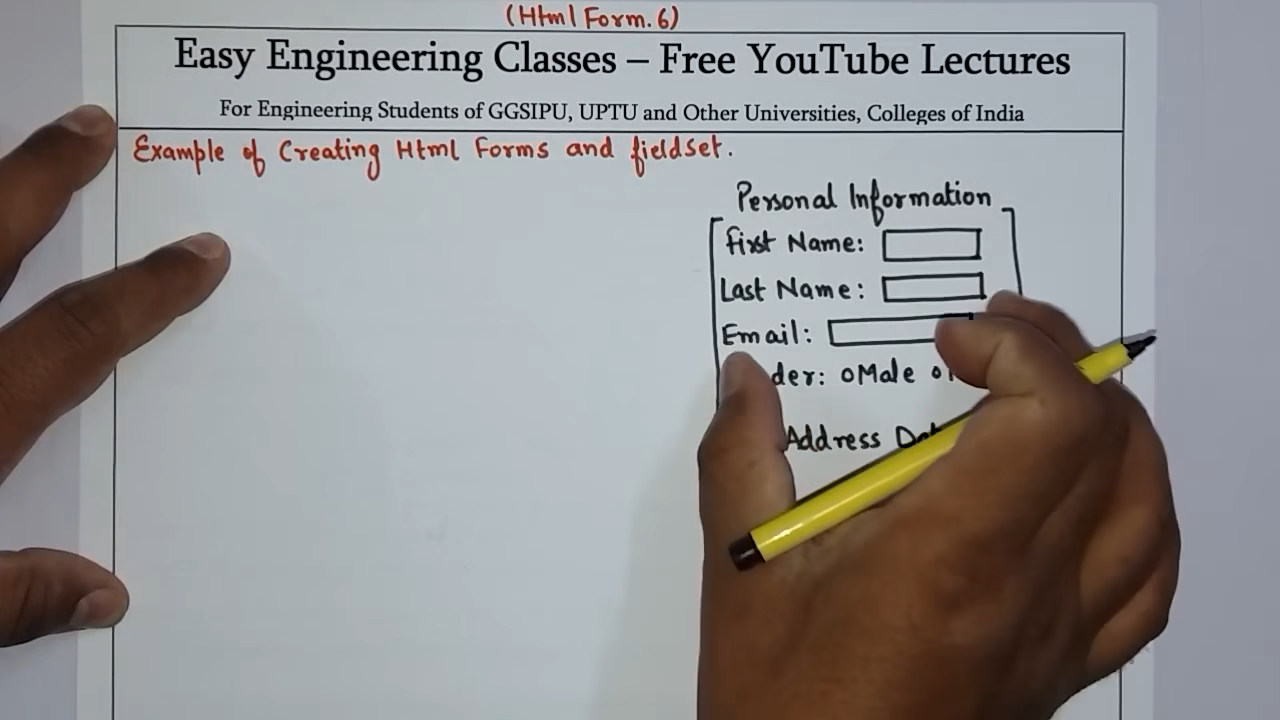 (Html Form. 6)
Easy Engineering Classes – Free YouTube Lectures
For Engineering Students of GGSIPU, UPTU and Other Universities, Colleges of India
Example of Creating Html Forms and fieldset.
Personal Information
First Name:
Last Name:
Email:
der: oMale o
Address